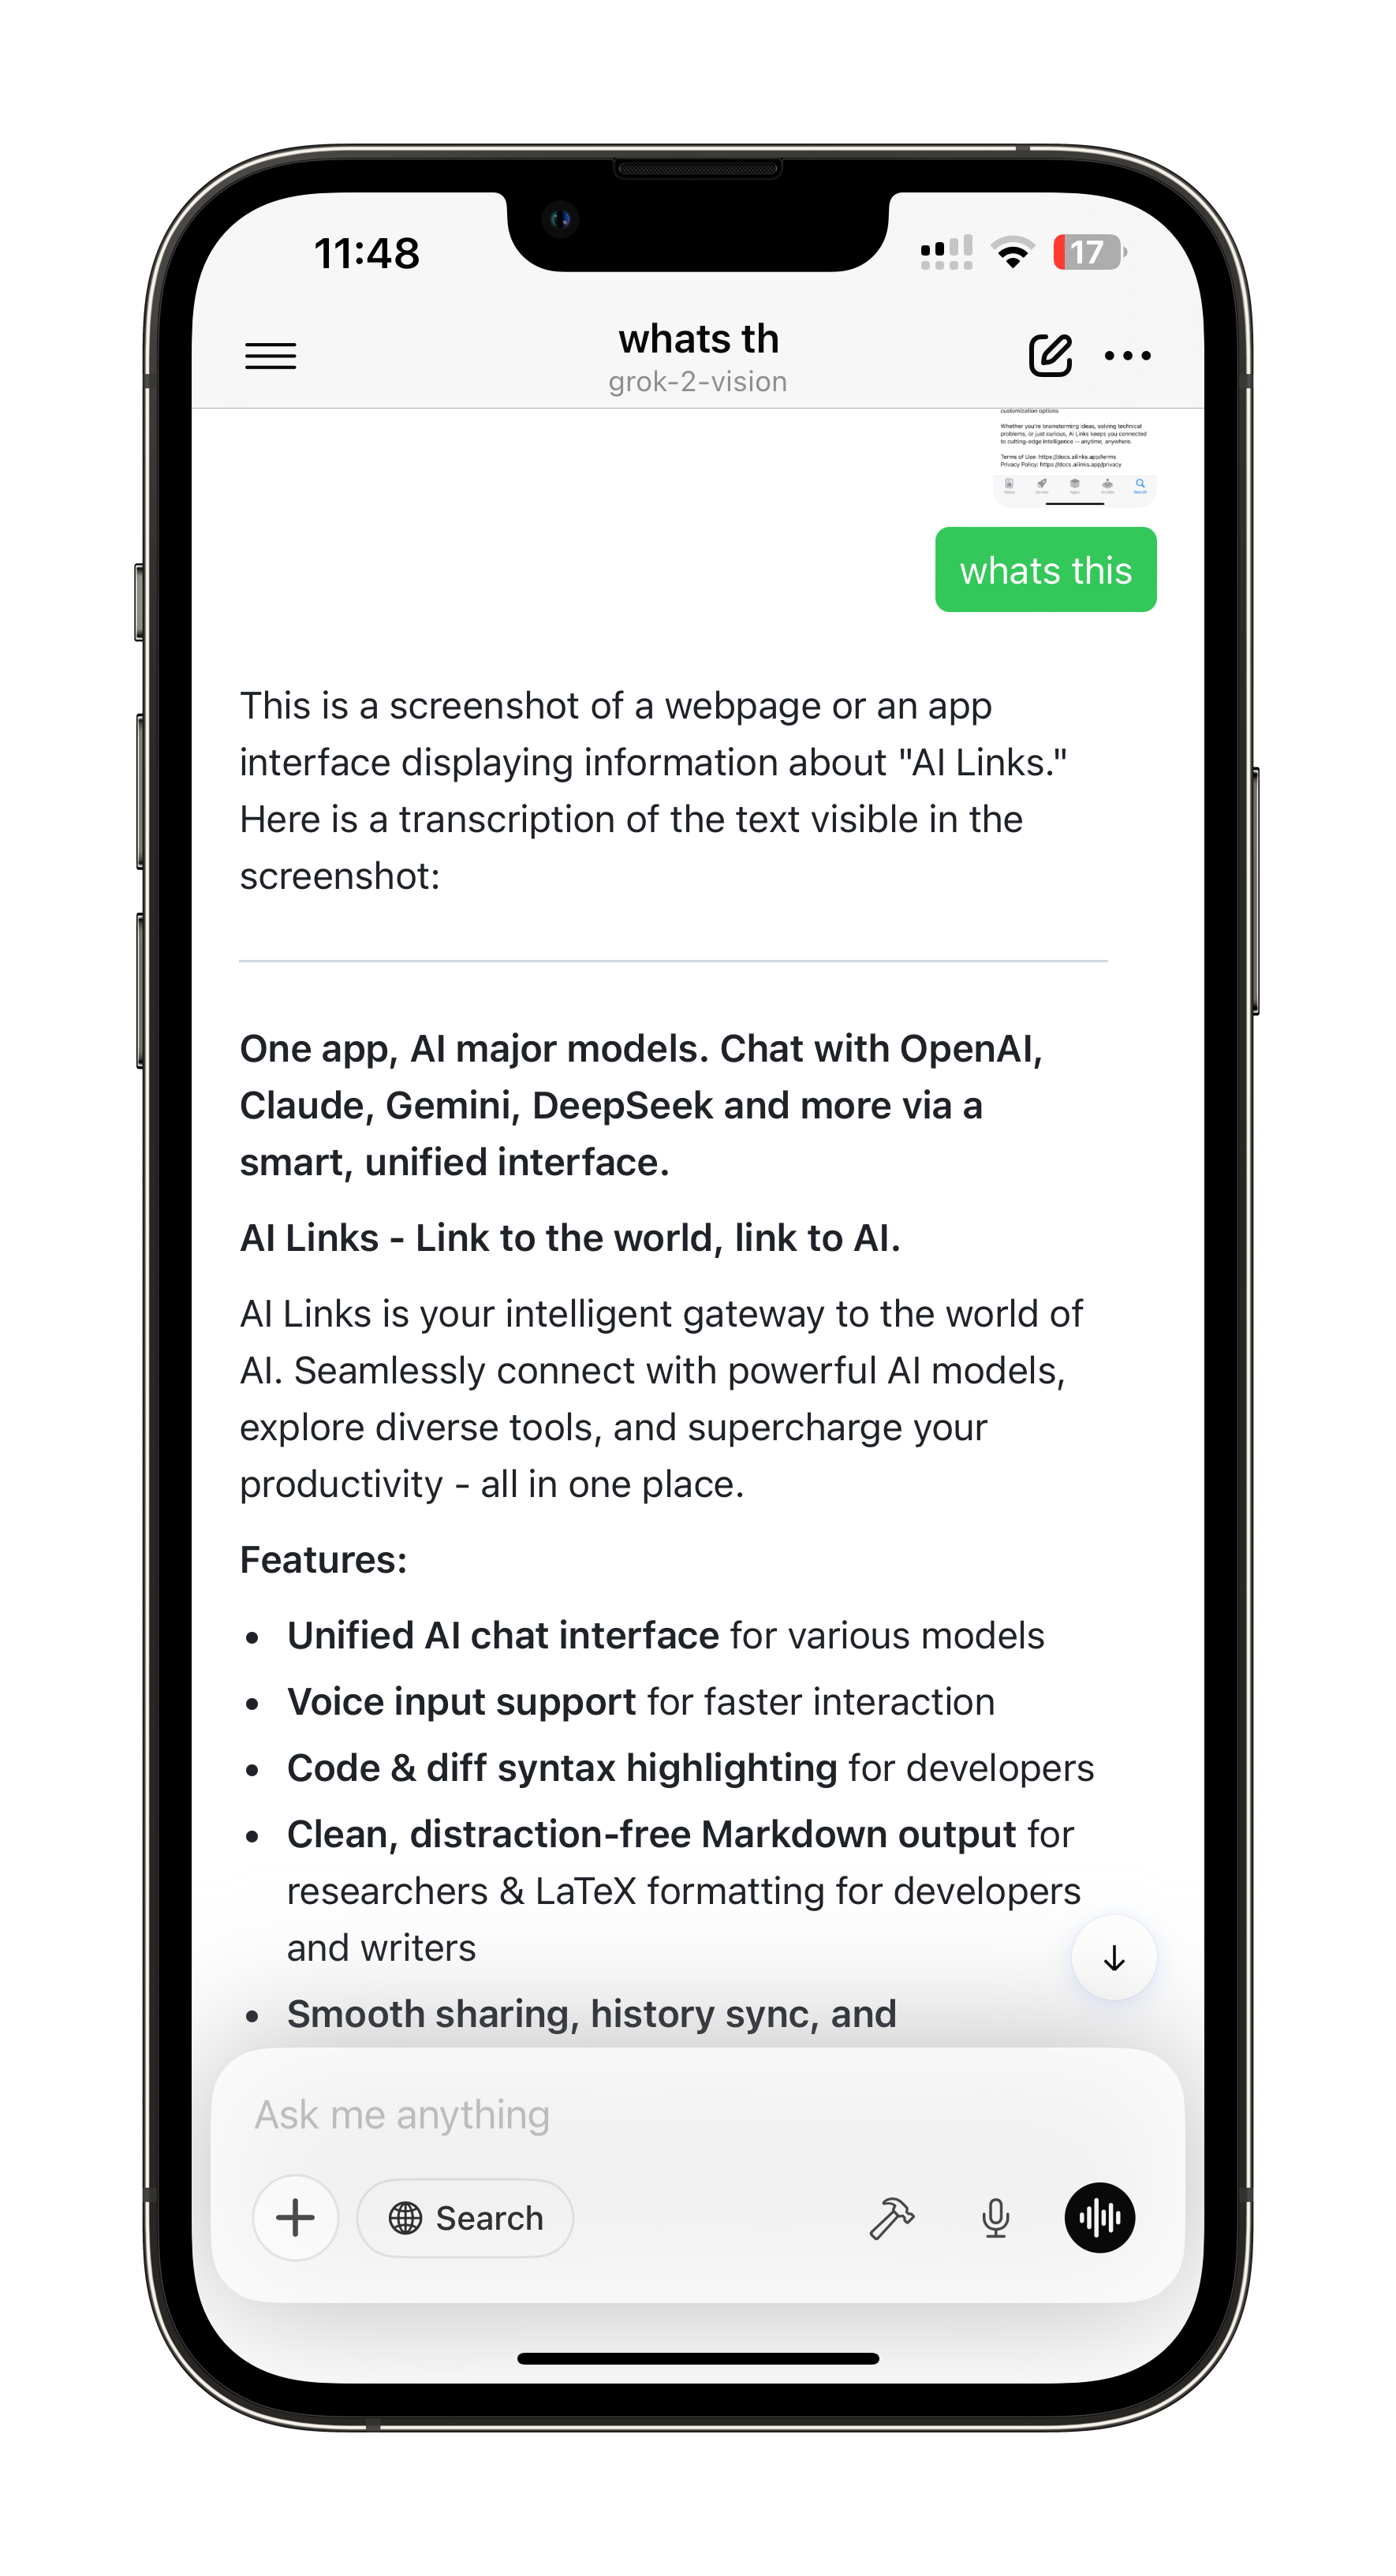 11:48
17
whats th
grok-2-vision
customization options
Whether you're brainstorming ideas, solving technical
problems, or just curious, AI Links keeps you connected
to cutting-edge intelligence — anytime, anywhere.
Terms of Use: https://docs.ailinks.app/terms
Privacy Policy: https://docs.ailinks.app/privacy
Today
Games
Apps
Arcade
Search
whats this
This is a screenshot of a webpage or an app
interface displaying information about "AI Links."
Here is a transcription of the text visible in the
screenshot:
One app, AI major models. Chat with OpenAI,
Claude, Gemini, DeepSeek and more via a
smart, unified interface.
AI Links - Link to the world, link to AI.
AI Links is your intelligent gateway to the world of
AI. Seamlessly connect with powerful AI models,
explore diverse tools, and supercharge your
productivity - all in one place.
Features:
• Unified AI chat interface for various models
• Voice input support for faster interaction
• Code & diff syntax highlighting for developers
• Clean, distraction-free Markdown output for
researchers & LaTeX formatting for developers
and writers
• Smooth sharing, history sync, and
Ask me anything
Search